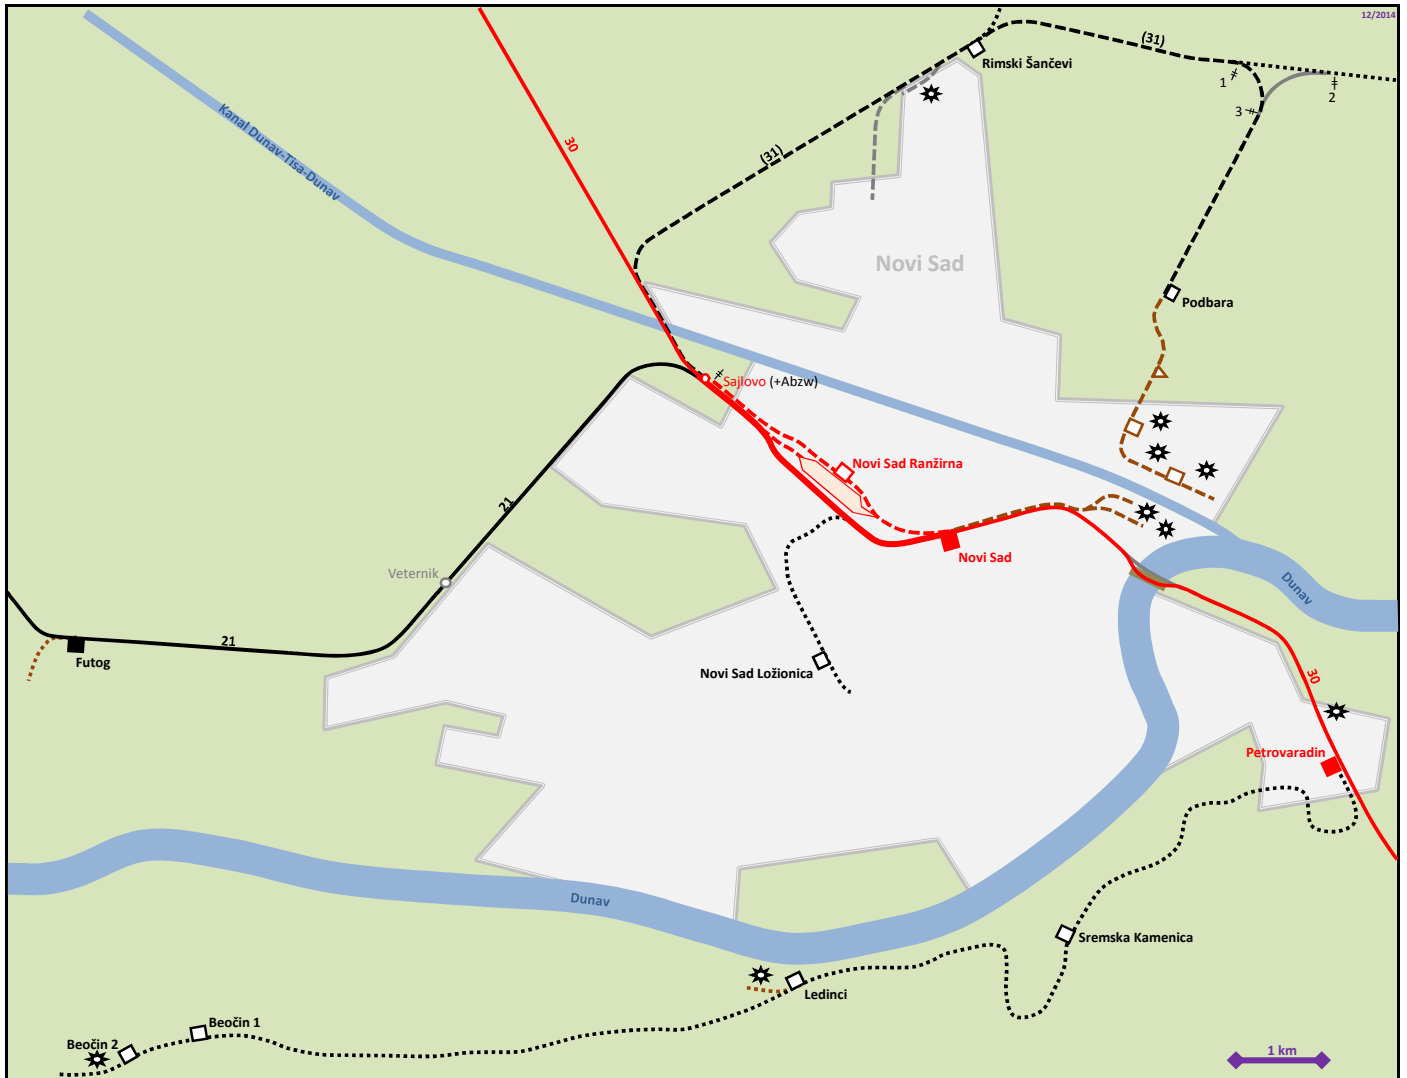 12/2014
(31)
Rimski Šančevi
1
2
3
30
Kanal Dunav-Tisa-Dunav
(31)
Novi Sad
Podbara
Sajlovo (+Abzw)
Novi Sad Ranžirna
21
Novi Sad
Veternik
Dunav
21
Futog
Novi Sad Ložionica
30
Petrovaradin
Dunav
Sremska Kamenica
Ledinci
Beočin 1
Beočin 2
1 km